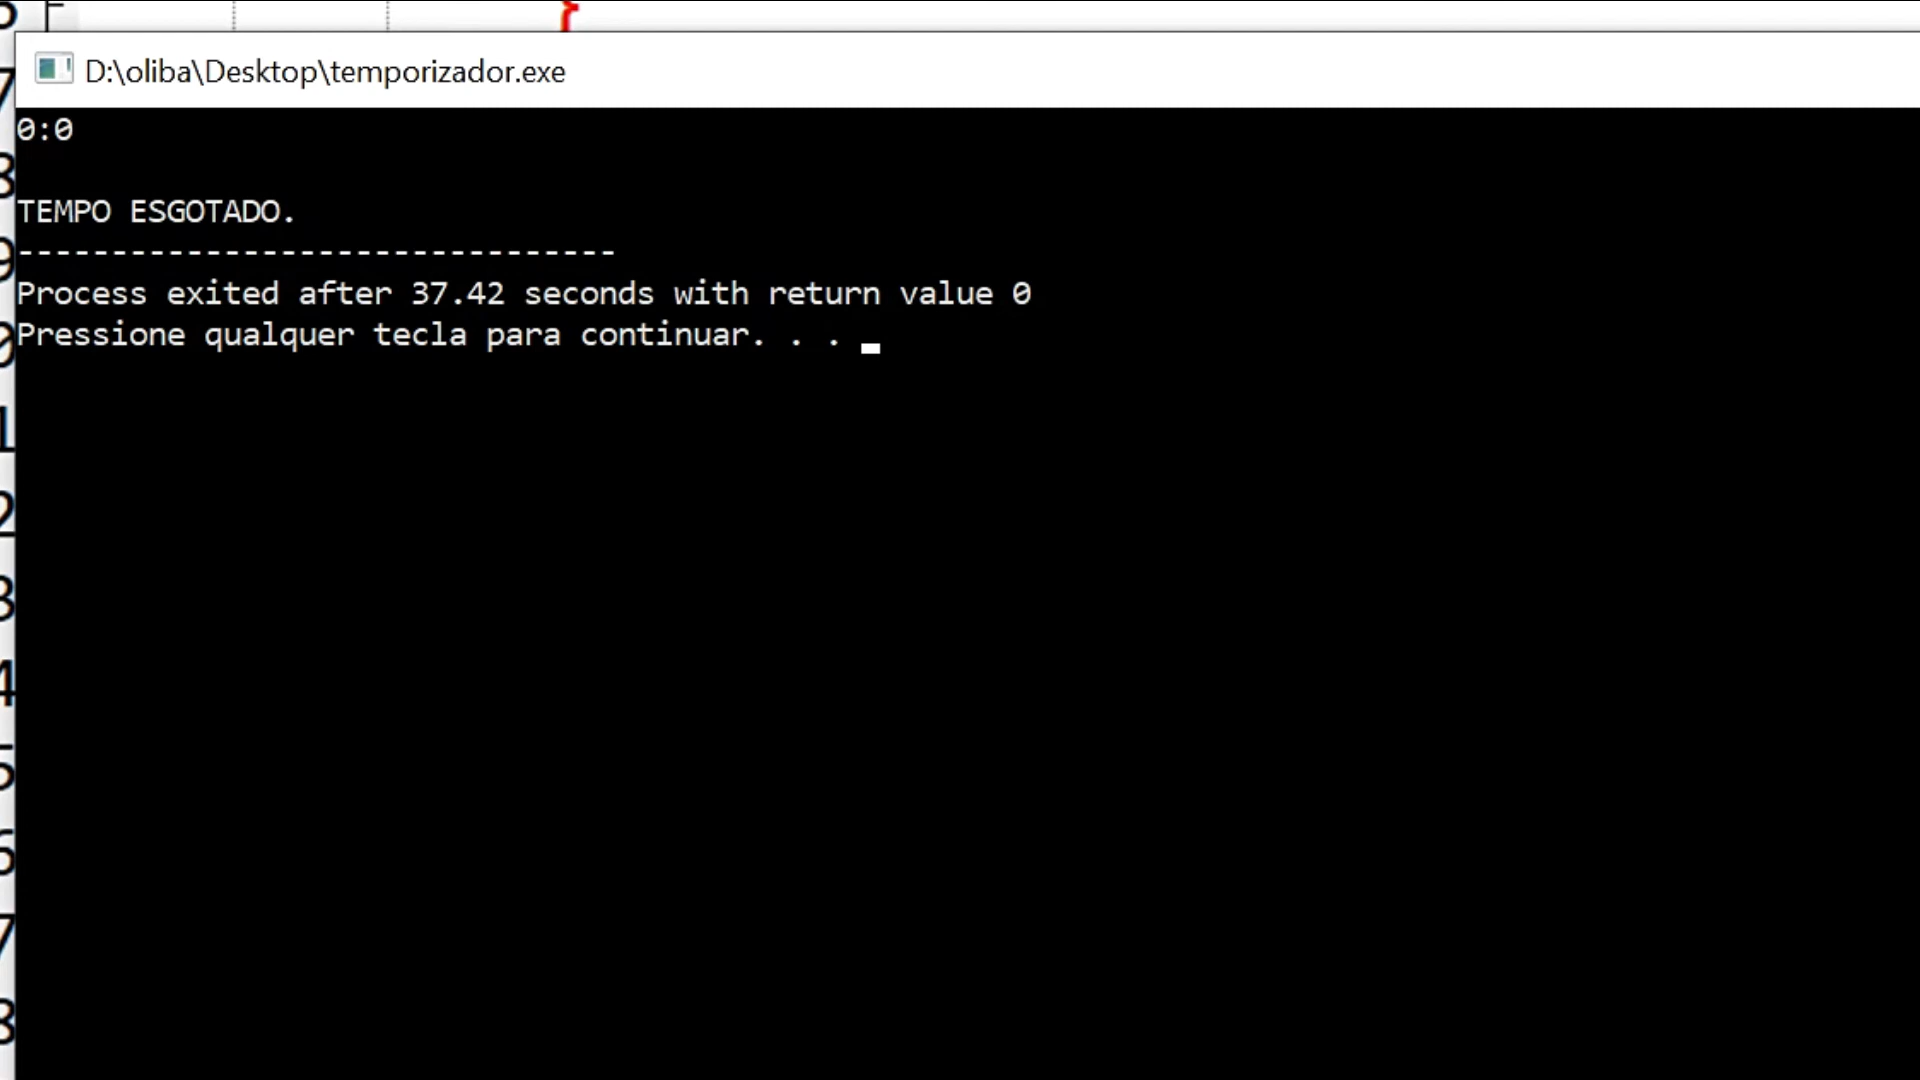 }
D:\oliba\Desktop\temporizador.exe
0:0
TEMPO ESGOTADO.
--------------------------------
Process exited after 37.42 seconds with return value 0
Pressione qualquer tecla para continuar. . .